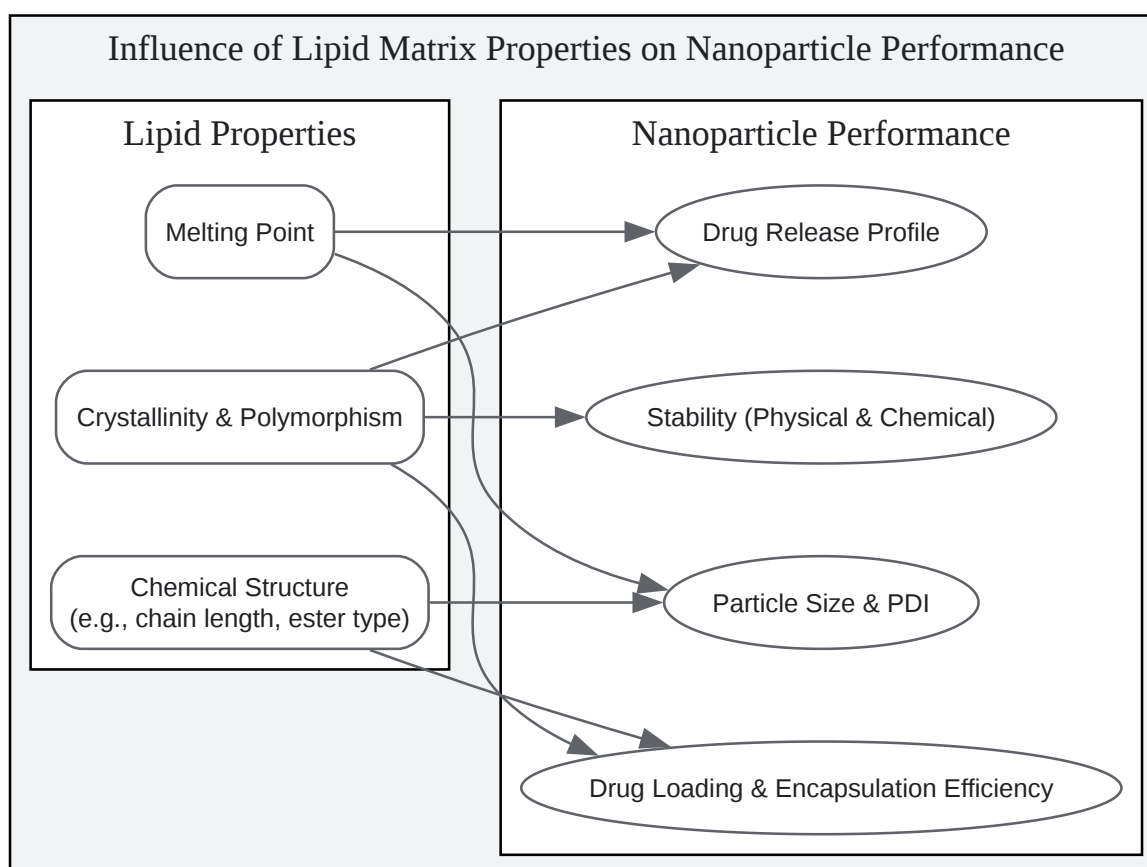 Influence of Lipid Matrix Properties on Nanoparticle Performance
Lipid Properties
Melting Point
Crystallinity & Polymorphism
Chemical Structure
(e.g., chain length, ester type)
Nanoparticle Performance
Drug Release Profile
Stability (Physical & Chemical)
Particle Size & PDI
Drug Loading & Encapsulation Efficiency